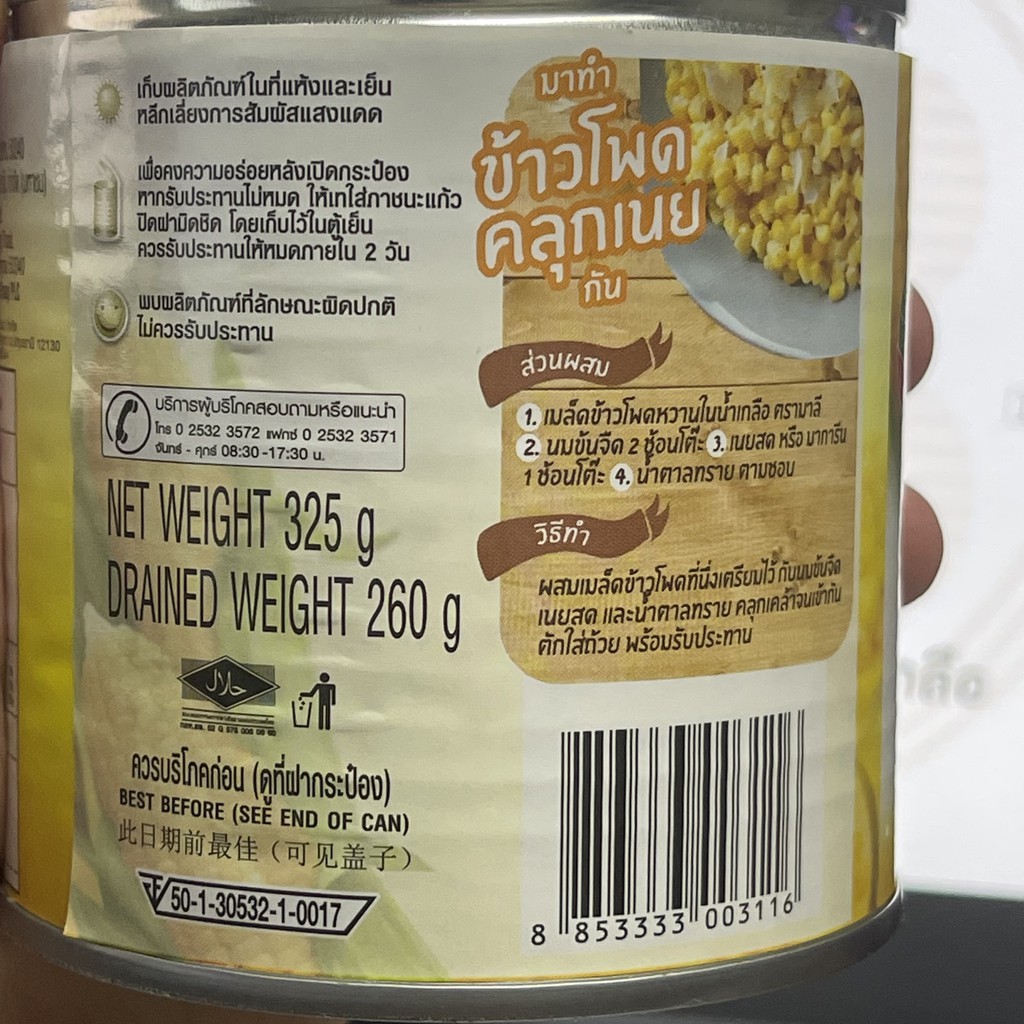 เก็บผลิตภัณฑ์ในที่แห้งและเย็น
หลีกเลี่ยงการสัมผัสแสงแดด
เพื่อคงความอร่อยหลังเปิดกระป๋อง
หากรับประทานไม่หมด ให้เทใส่ภาชนะแก้ว
ปิดฝามิดชิด โดยเก็บไว้ในตู้เย็น
ควรรับประทานให้หมดภายใน 2 วัน
พบผลิตภัณฑ์ที่ลักษณะผิดปกติ
ไม่ควรรับประทาน
บริการผู้บริโภคสอบถามหรือแนะนำ
โทร 0 2532 3572 แฟกซ์ 0 2532 3571
จันทร์ - ศุกร์ 08:30 -17:30 น.
NET WEIGHT 325 g
DRAINED WEIGHT 260 g
حلال
ควรบริโภคก่อน (ดูที่ฝากระป๋อง)
BEST BEFORE (SEE END OF CAN)
此日期前最佳（可见盖子）
50-1-30532-1-0017
มาทำ
ข้าวโพด
คลุกเนย
กัน
ส่วนผสม
1. เมล็ดข้าวโพดหวานในน้ำเกลือ ตรามาลี
2. นมข้นจืด 2 ช้อนโต๊ะ 3. เนยสด หรือ มาการีน
1 ช้อนโต๊ะ 4. น้ำตาลทราย ตามชอบ
วิธีทำ
ผสมเมล็ดข้าวโพดที่นึ่งเตรียมไว้ กับนมข้นจืด
เนยสด และน้ำตาลทราย คลุกเคล้าจนเข้ากัน
ตักใส่ถ้วย พร้อมรับประทาน
8 853333 003116
12130